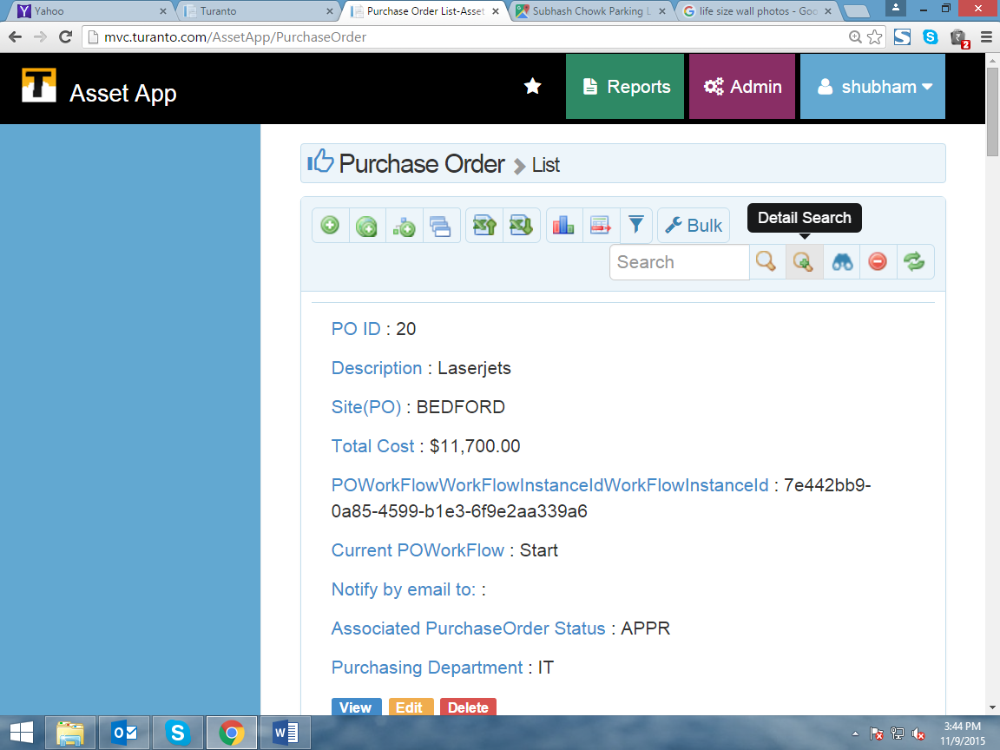 Yahoo
Turanto
Purchase Order List-Asset
Subhash Chowk Parking L
life size wall photos - Goo
mvc.turanto.com/AssetApp/PurchaseOrder
2
T Asset App
Reports
Admin
shubham
Purchase Order > List
Bulk
Detail Search
Search
PO ID : 20
Description : Laserjets
Site(PO) : BEDFORD
Total Cost : $11,700.00
POWorkFlowWorkFlowInstanceIdWorkFlowInstanceId : 7e442bb9-
0a85-4599-b1e3-6f9e2aa339a6
Current POWorkFlow : Start
Notify by email to: :
Associated PurchaseOrder Status : APPR
Purchasing Department : IT
View Edit Delete
3:44 PM
11/9/2015